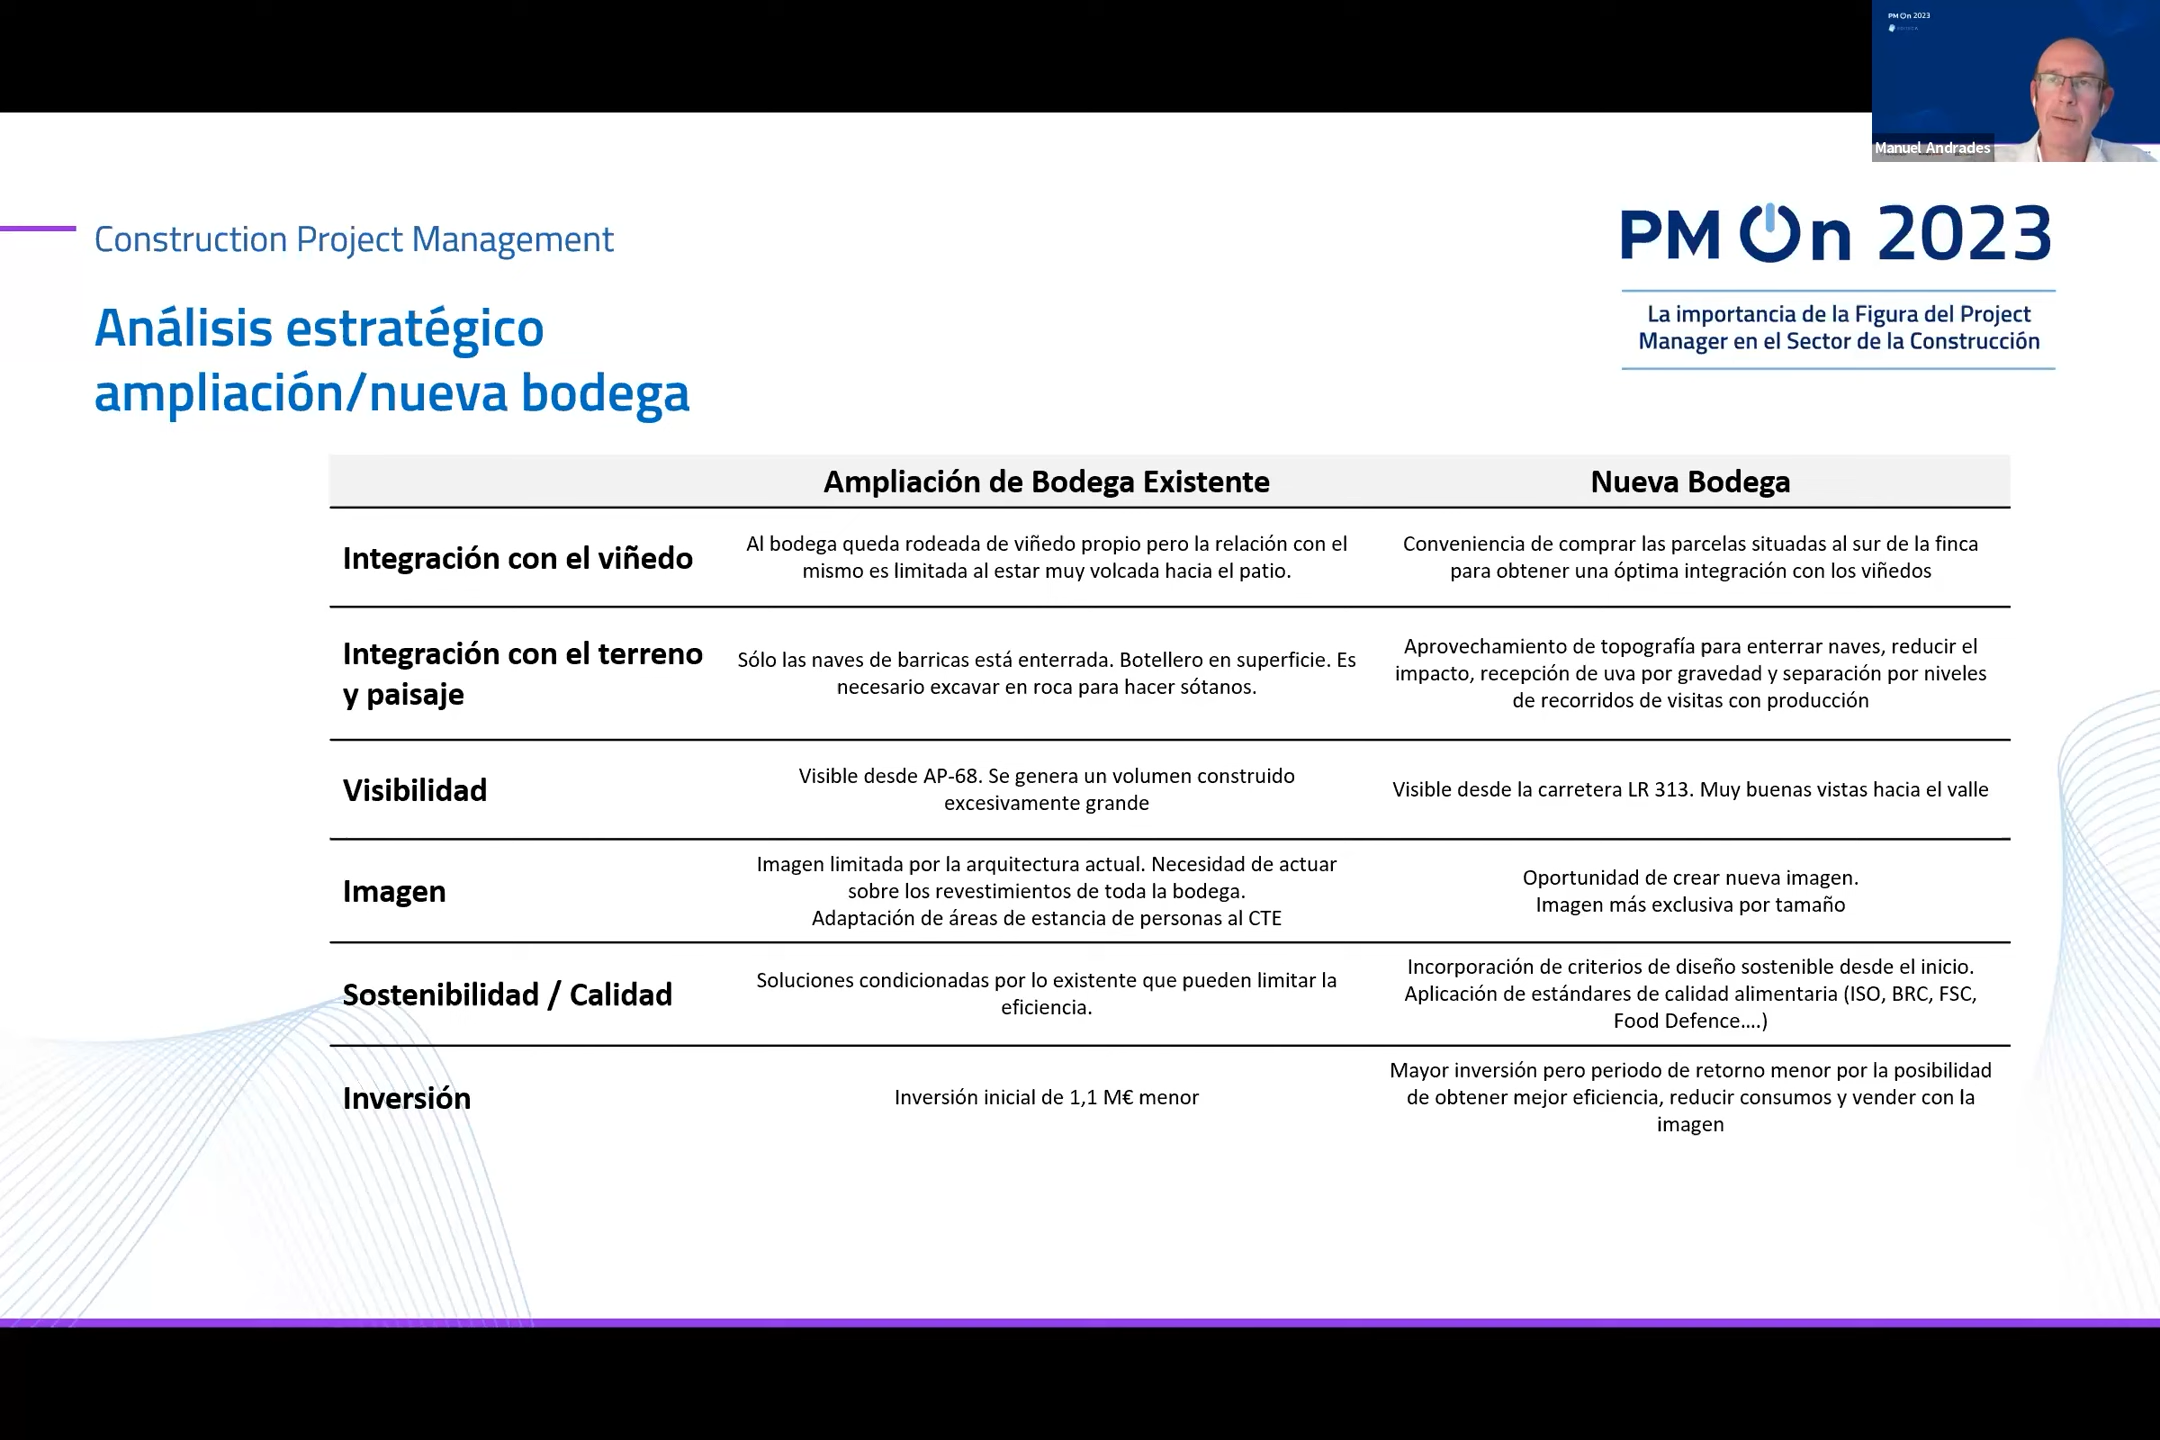 PM On 2023
Manuel Andrades
Construction Project Management
PM On 2023
La importancia de la Figura del Project
Manager en el Sector de la Construcción
Análisis estratégico
ampliación/nueva bodega
Ampliación de Bodega Existente
Nueva Bodega
Integración con el viñedo
Al bodega queda rodeada de viñedo propio pero la relación con el
mismo es limitada al estar muy volcada hacia el patio.
Conveniencia de comprar las parcelas situadas al sur de la finca
para obtener una óptima integración con los viñedos
Integración con el terreno
y paisaje
Sólo las naves de barricas está enterrada. Botellero en superficie. Es
necesario excavar en roca para hacer sótanos.
Aprovechamiento de topografía para enterrar naves, reducir el
impacto, recepción de uva por gravedad y separación por niveles
de recorridos de visitas con producción
Visibilidad
Visible desde AP-68. Se genera un volumen construido
excesivamente grande
Visible desde la carretera LR 313. Muy buenas vistas hacia el valle
Imagen
Imagen limitada por la arquitectura actual. Necesidad de actuar
sobre los revestimientos de toda la bodega.
Adaptación de áreas de estancia de personas al CTE
Oportunidad de crear nueva imagen.
Imagen más exclusiva por tamaño
Sostenibilidad / Calidad
Soluciones condicionadas por lo existente que pueden limitar la
eficiencia.
Incorporación de criterios de diseño sostenible desde el inicio.
Aplicación de estándares de calidad alimentaria (ISO, BRC, FSC,
Food Defence....)
Inversión
Inversión inicial de 1,1 M€ menor
Mayor inversión pero periodo de retorno menor por la posibilidad
de obtener mejor eficiencia, reducir consumos y vender con la
imagen